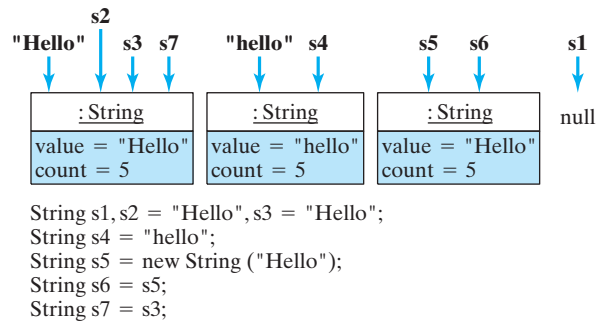 s2
"Hello" s3 s7 "hello" s4 s5 s6 s1
: String : String : String null
value = "Hello" value = "hello" value = "Hello"
count = 5 count = 5 count = 5
String s1, s2 = "Hello", s3 = "Hello";
String s4 = "hello";
String s5 = new String ("Hello");
String s6 = s5;
String s7 = s3;